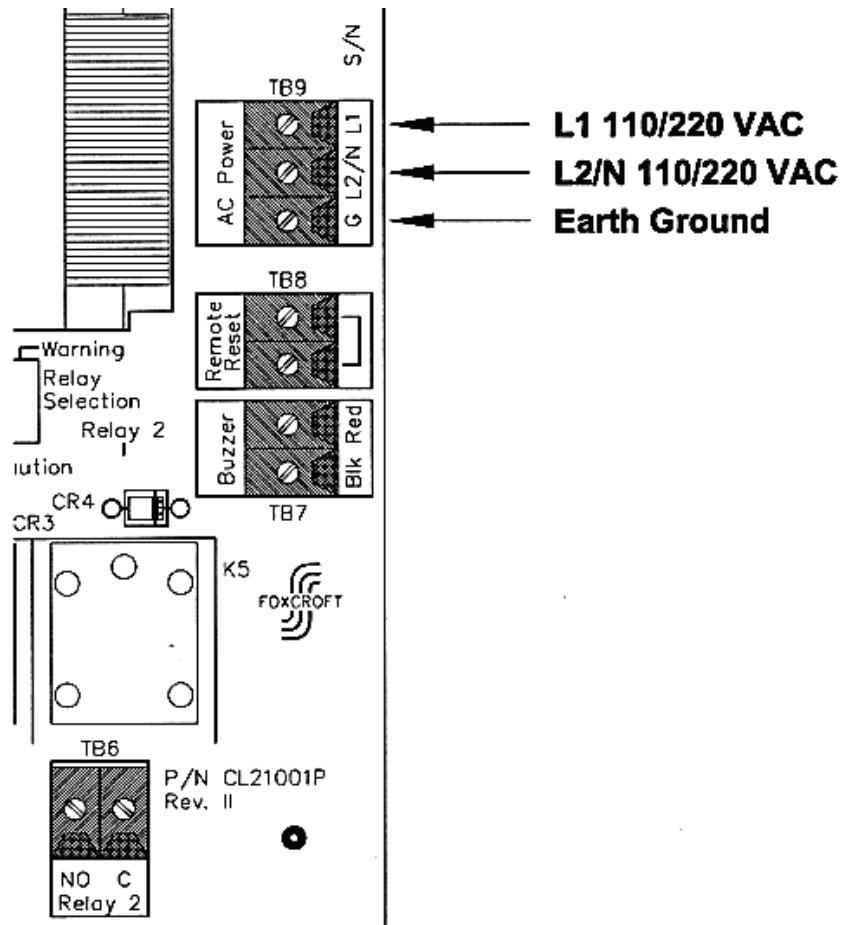 S/N
TB9
AC Power
G L2/N L1
L1 110/220 VAC
L2/N 110/220 VAC
Earth Ground
TB8
Remote
Reset
Warning
Relay
Selection
Relay 2
ution
Buzzer
Blk Red
TB7
CR4
CR3
K5
FOXCROFT
TB6
P/N CL21001P
Rev. II
NO C
Relay 2